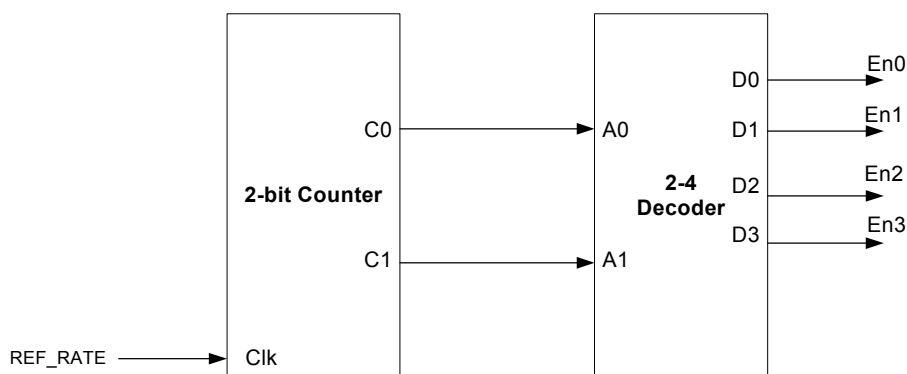 En0
D0
En1
C0
A0
D1
2-bit Counter
2-4
Decoder
D2
En2
D3
En3
C1
A1
REF_RATE
Clk